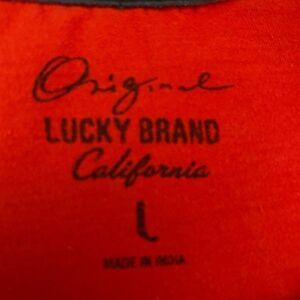 Original
LUCKY BRAND
California
L
MADE IN INDIA